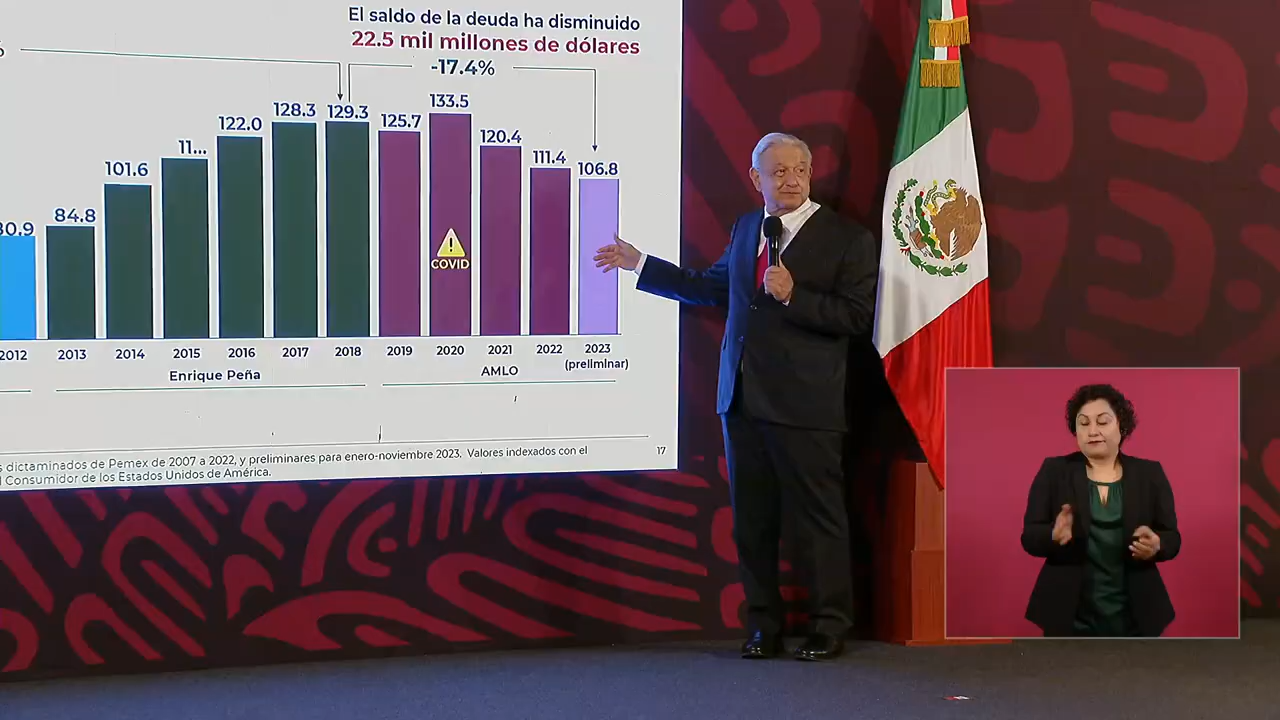 El saldo de la deuda ha disminuido
22.5 mil millones de dólares
-17.4%
133.5
128.3 129.3
125.7
122.0
120.4
11...
111.4
106.8
101.6
84.8
COVID
2012 2013 2014 2015 2016 2017 2018 2019 2020 2021 2022 2023
(preliminar)
Enrique Peña AMLO
dictaminados de Pemex de 2007 a 2022, y preliminares para enero-noviembre 2023. Valores indexados con el
Consumidor de los Estados Unidos de América.
17